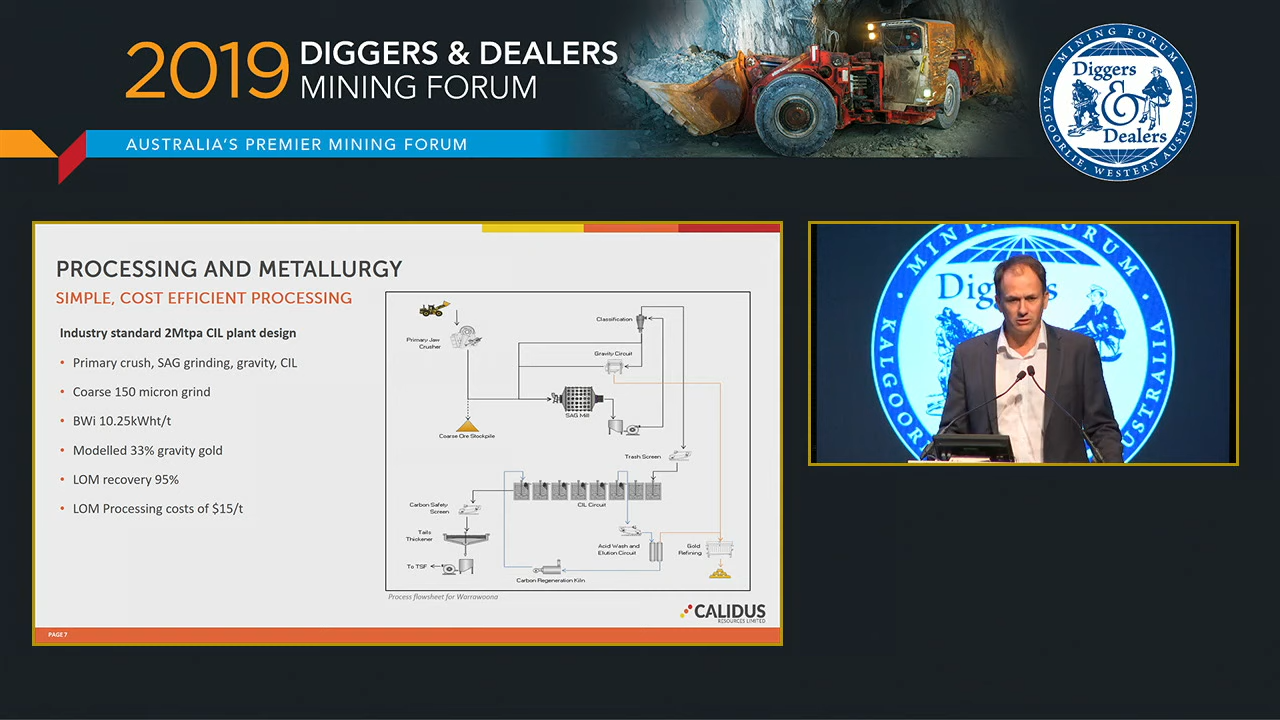 2019 DIGGERS & DEALERS
MINING FORUM
AUSTRALIA'S PREMIER MINING FORUM
MINING FORUM
Diggers
&
Dealers
KALGOORLIE, WESTERN AUSTRALIA
PROCESSING AND METALLURGY
SIMPLE, COST EFFICIENT PROCESSING
Industry standard 2Mtpa CIL plant design
• Primary crush, SAG grinding, gravity, CIL
• Coarse 150 micron grind
• BWi 10.25kWht/t
• Modelled 33% gravity gold
• LOM recovery 95%
• LOM Processing costs of $15/t
Primary Jaw
Crusher
Classification
Gravity Circuit
SAG Mill
Coarse Ore Stockpile
Trash Screen
CIL Circuit
Carbon Safety
Screen
Tails
Thickener
To TSF
Acid Wash and
Elution Circuit
Gold
Refining
Carbon Regeneration Kiln
Process flowsheet for Warrawoona
CALIDUS
RESOURCES LIMITED
PAGE 7
MINING FORUM
Diggers
KALGOOR
AUSTRALIA